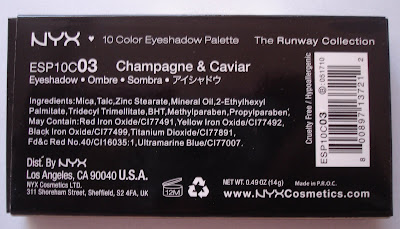 NYX ♥ 10 Color Eyeshadow Palette The Runway Collection
ESP10C03 Champagne & Caviar
Eyeshadow • Ombre • Sombra • アイシャドウ
Ingredients:Mica,Talc,Zinc Stearate,Mineral Oil,2-Ethylhexyl
Palmitate,Tridecyl Trimellitate,BHT,Methylparaben,Propylparaben,
May Contain:Red Iron Oxide/CI77491,Yellow Iron Oxide/CI77492,
Black Iron Oxide/CI77499,Titanium Dioxide/CI77891,
Fd&c Red No.40/CI16035:1,Ultramarine Blue/CI77007.
Dist. By NYX
Los Angeles, CA 90040 U.S.A.
NYX Cosmetics LTD.
311 Shoreham Street, Sheffield, S2 4FA, UK
12M
NET WT. 0.49 OZ (14g) Made in P.R.O.C.
www.NYXCosmetics.com
Cruelty Free / Hypoallergenic
ESP10C03
8 00897 13721 2